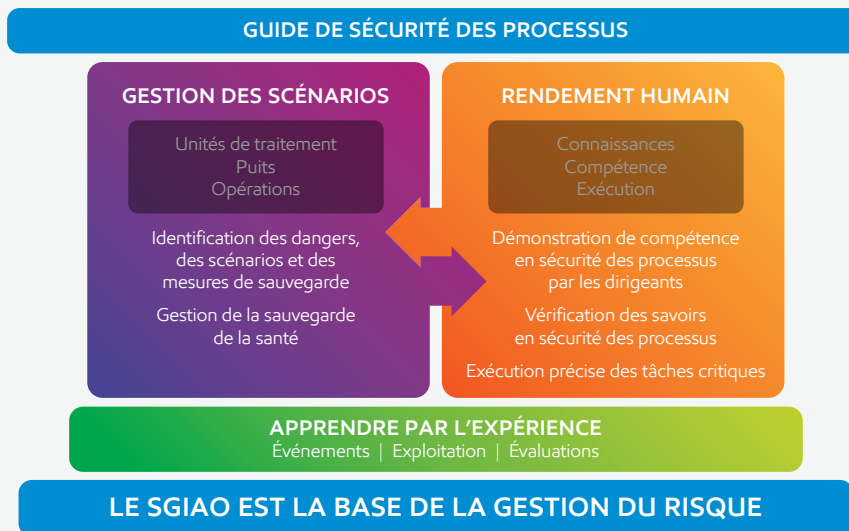 GUIDE DE SÉCURITÉ DES PROCESSUS
GESTION DES SCÉNARIOS
Unités de traitement
Puits
Opérations
Identification des dangers,
des scénarios et des
mesures de sauvegarde
Gestion de la sauvegarde
de la santé
RENDEMENT HUMAIN
Connaissances
Compétence
Exécution
Démonstration de compétence
en sécurité des processus
par les dirigeants
Vérification des savoirs
en sécurité des processus
Exécution précise des tâches critiques
APPRENDRE PAR L’EXPÉRIENCE
Événements | Exploitation | Évaluations
LE SGIAO EST LA BASE DE LA GESTION DU RISQUE